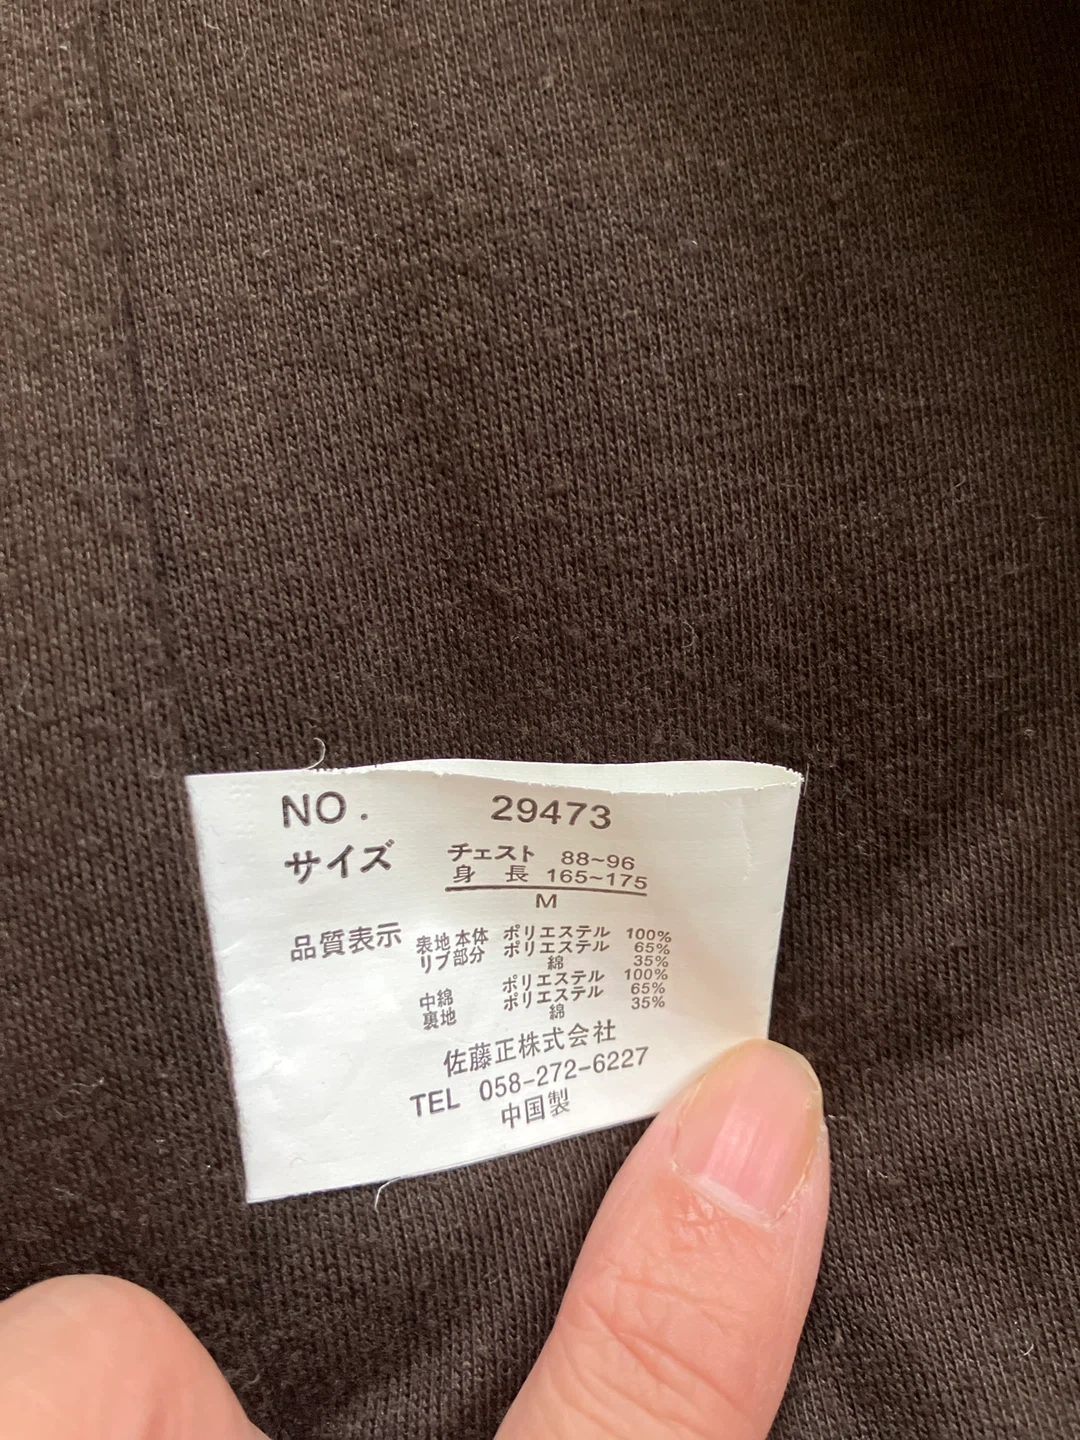 NO. 29473
サイズ チェスト 88~96
身長 165~175
M
品質表示 表地 本体 ポリエステル 100%
リブ部分 ポリエステル 65%
綿 35%
中綿 ポリエステル 100%
裏地 ポリエステル 65%
綿 35%
佐藤正株式会社
TEL 058-272-6227
中国製